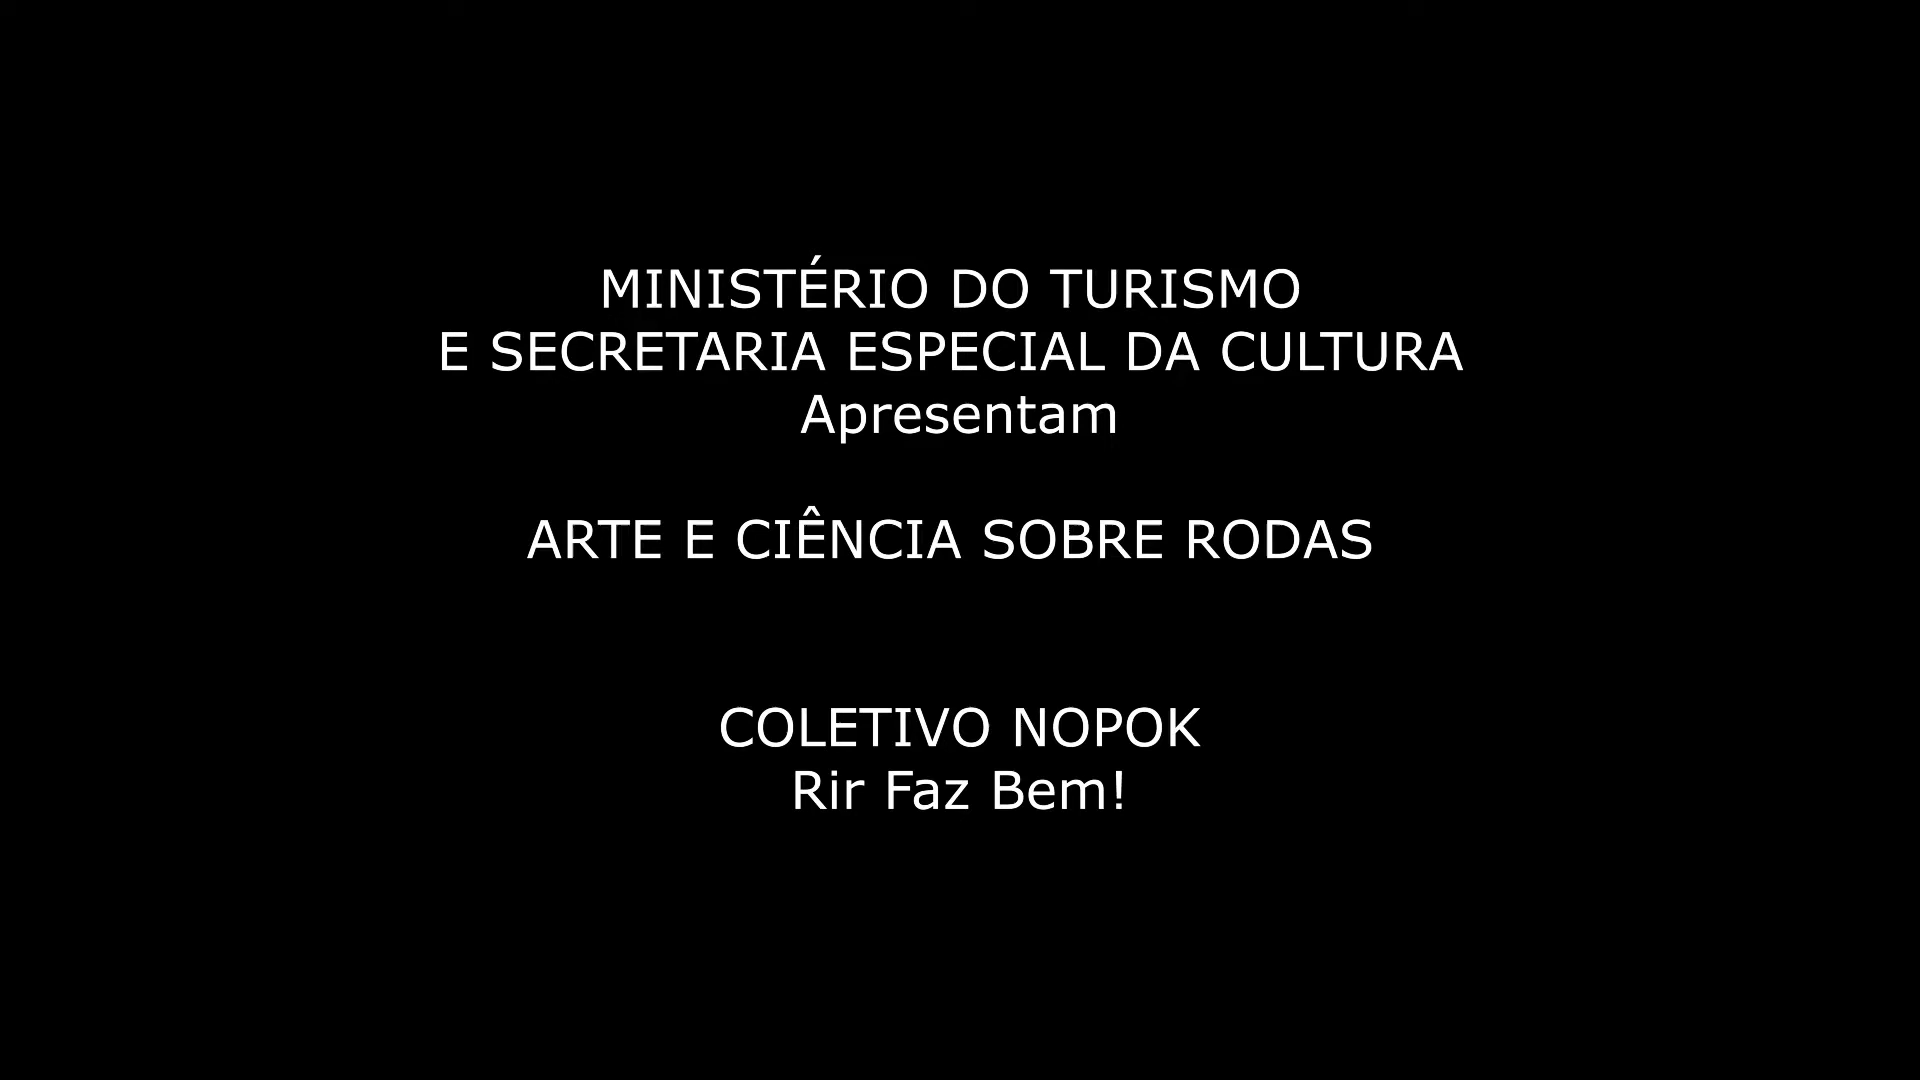 MINISTÉRIO DO TURISMO
E SECRETARIA ESPECIAL DA CULTURA
Apresentam
ARTE E CIÊNCIA SOBRE RODAS
COLETIVO NOPOK
Rir Faz Bem!